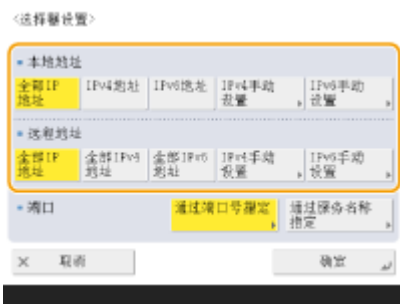 <选择器设置>
本地地址
全部IP
地址
IPv4地址
IPv6地址
IPv4手动
设置
IPv6手动
设置
远程地址
全部IP
地址
全部IPv4
地址
全部IPv6
地址
IPv4手动
设置
IPv6手动
设置
端口
通过端口号指定
通过服务名称
指定
× 取消
确定